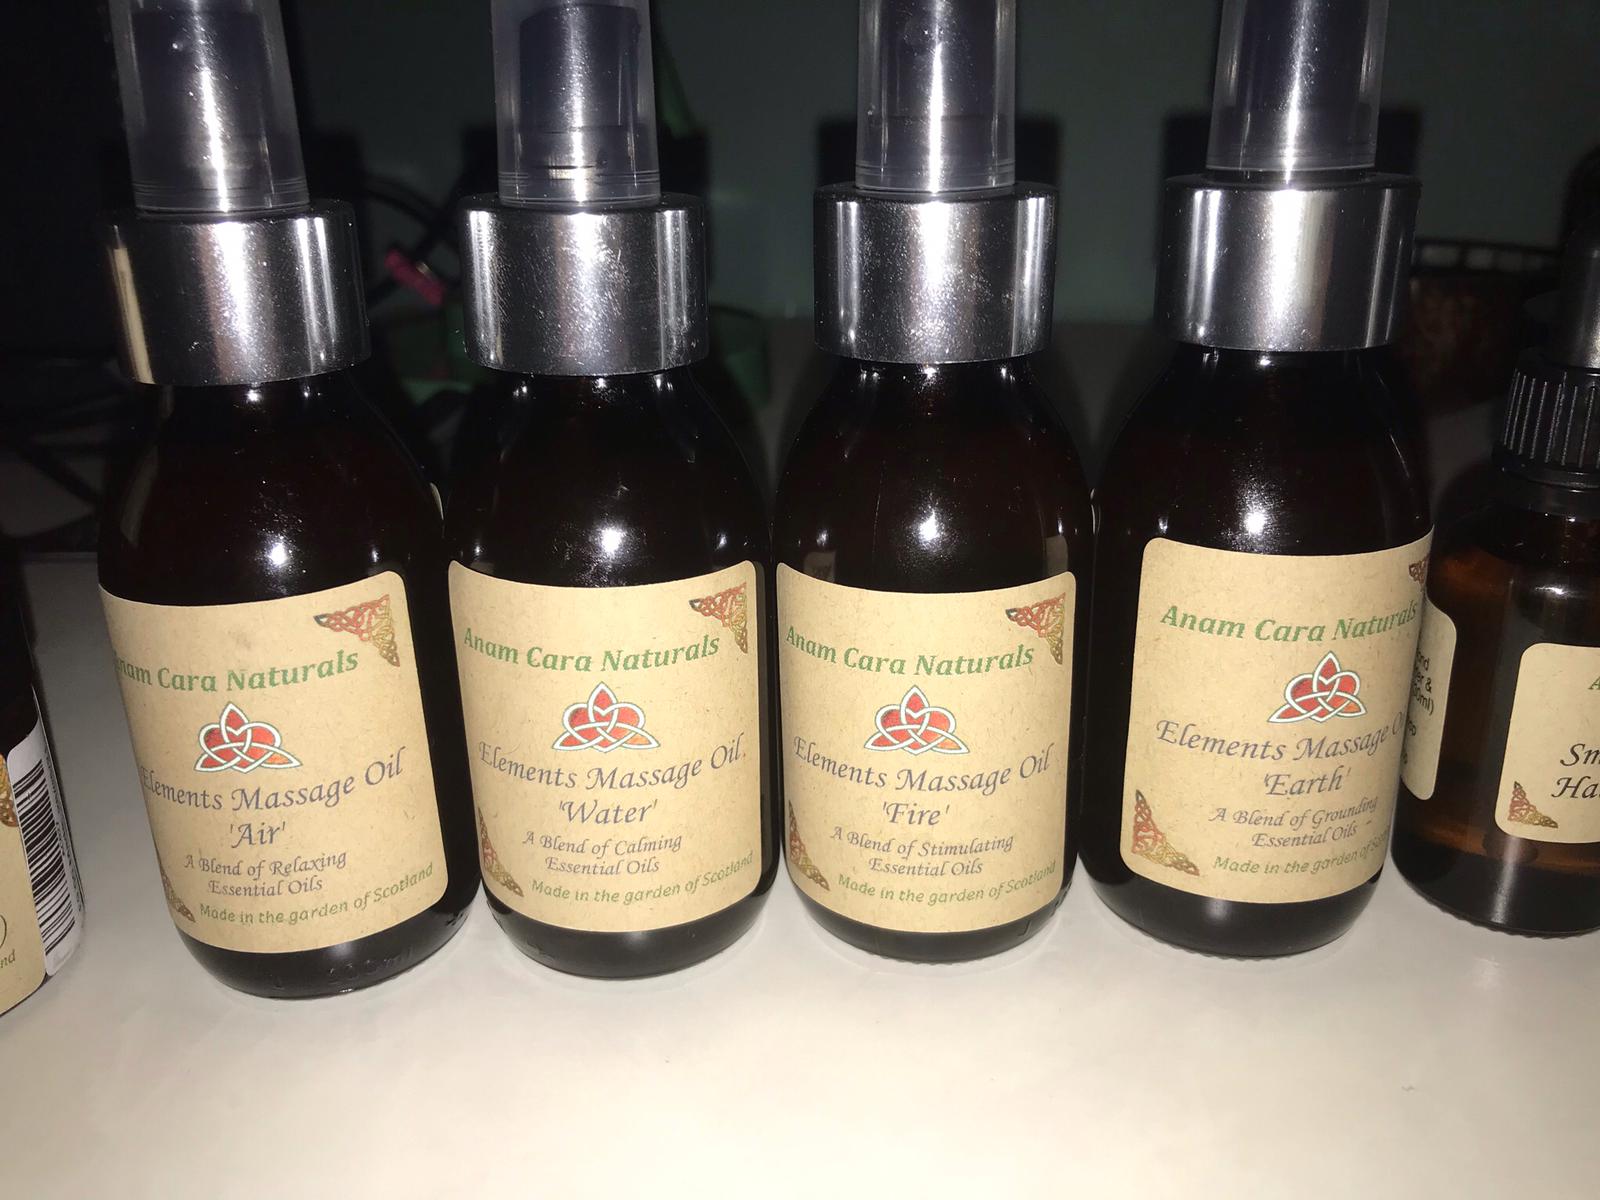 nam Cara Naturals
Elements Massage Oil
'Air'
A Blend of Relaxing
Essential Oils
Made in the garden of Scotland
Anam Cara Naturals
Elements Massage Oil
'Water'
A Blend of Calming
Essential Oils
Made in the garden of Scotland
Anam Cara Naturals
Elements Massage Oil
'Fire'
A Blend of Stimulating
Essential Oils
Made in the garden of Scotland
Anam Cara Naturals
Elements Massage O
'Earth'
A Blend of Grounding
Essential Oils
Made in the garden of S